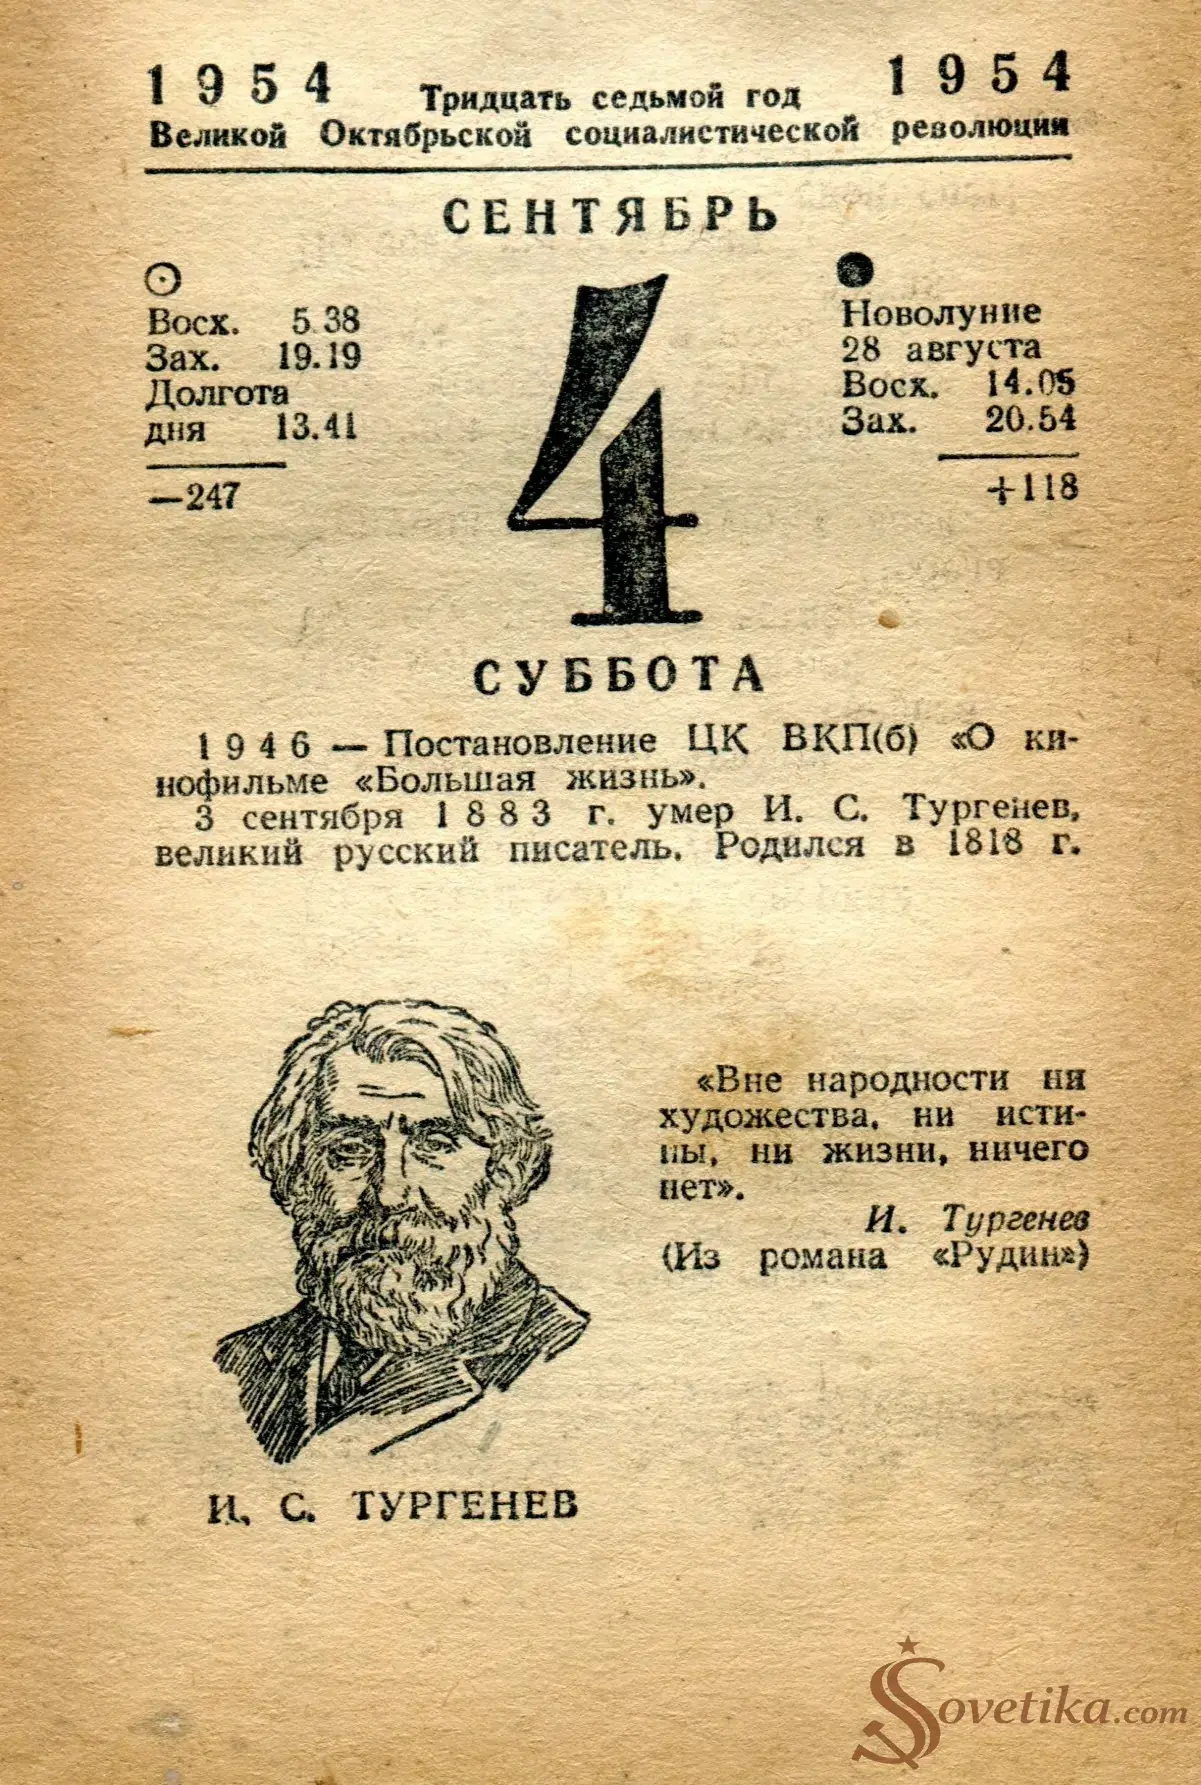 1954 Тридцать седьмой год 1954
Великой Октябрьской социалистической революции
СЕНТЯБРЬ
Восх. 5.38
Зах. 19.19
Долгота
дня 13.41
—247
4
Новолуние
28 августа
Восх. 14.05
Зах. 20.54
+118
СУББОТА
1946 — Постановление ЦК ВКП(б) «О ки-
нофильме «Большая жизнь».
3 сентября 1883 г. умер И. С. Тургенев,
великий русский писатель. Родился в 1818 г.
«Вне народности ни
художества, ни исти-
ны, ни жизни, ничего
нет».
И. Тургенев
(Из романа «Рудин»)
И. С. ТУРГЕНЕВ
Sovetika.com